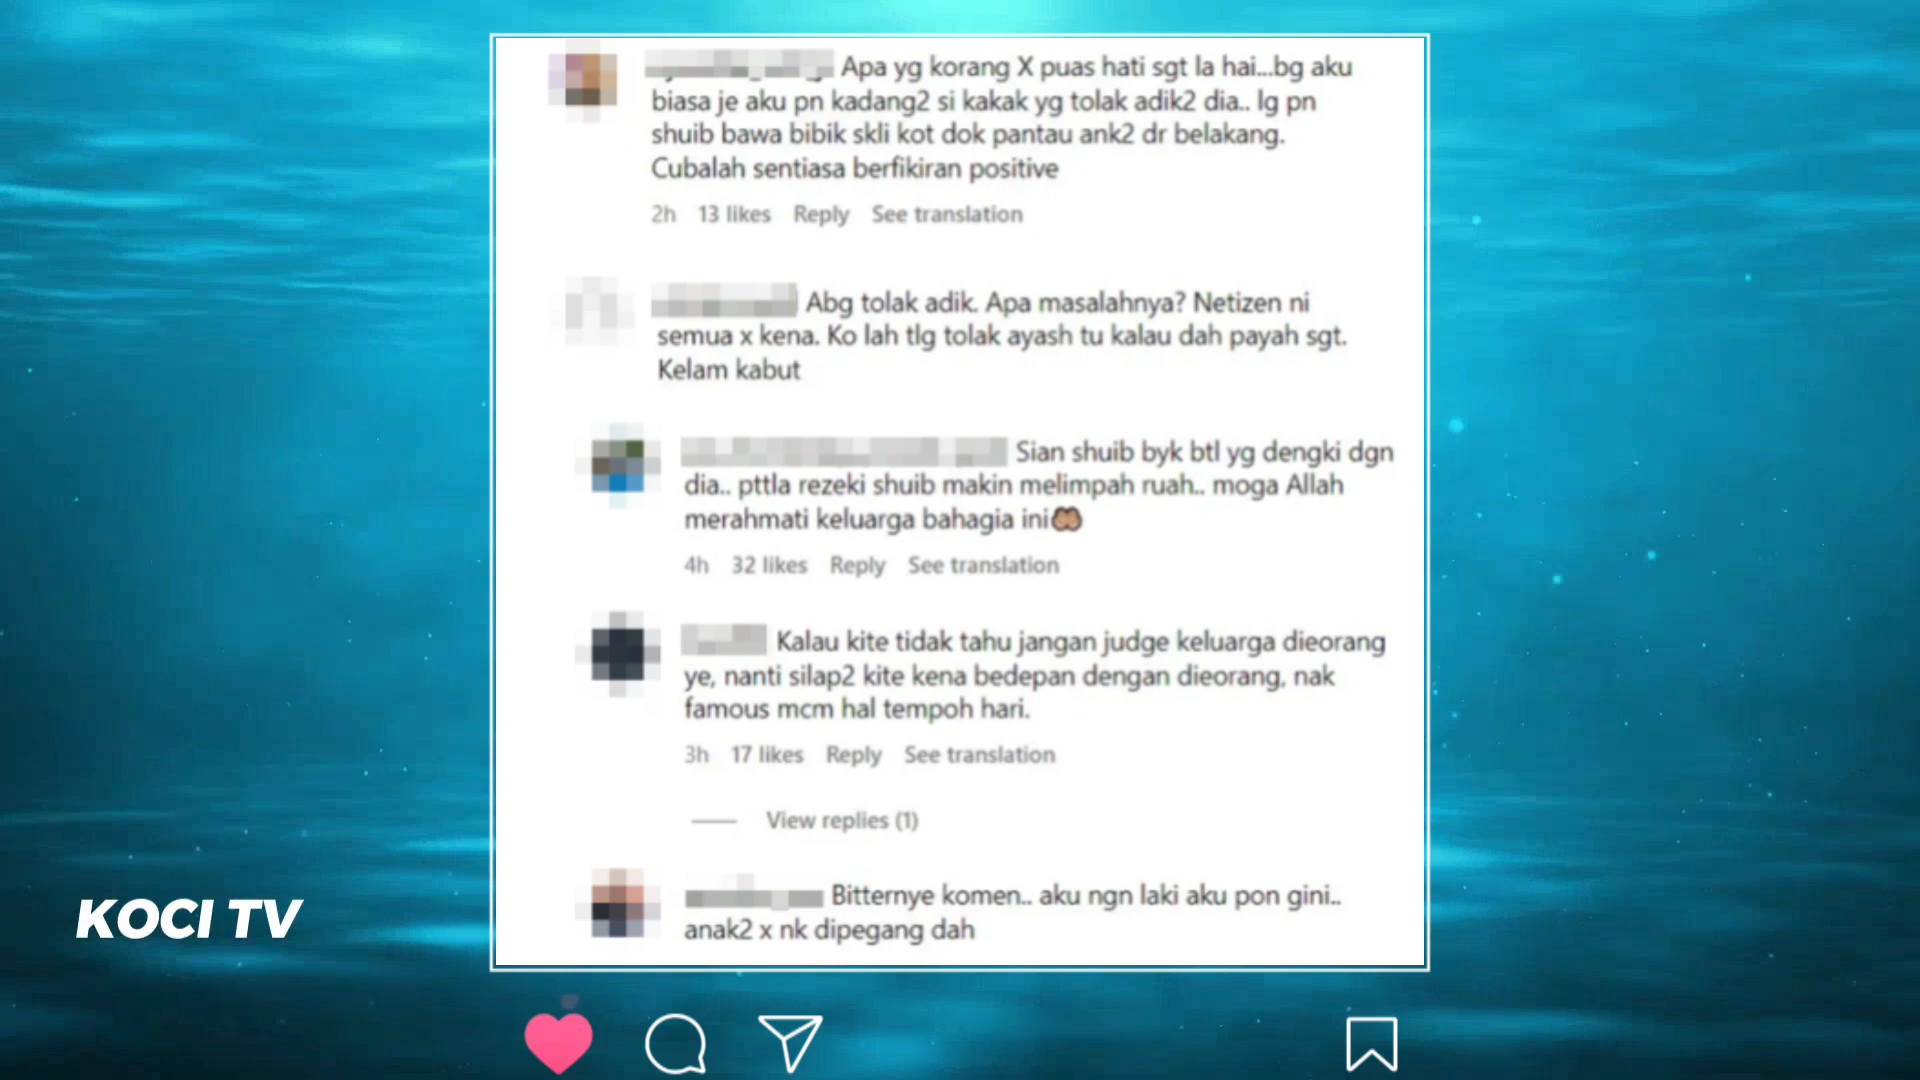 Apa yg korang X puas hati sgt la hai...bg aku
biasa je aku pn kadang2 si kakak yg tolak adik2 dia.. lg pn
shuib bawa bibik skli kot dok pantau ank2 dr belakang.
Cubalah sentiasa berfikiran positive
2h 13 likes Reply See translation
Abg tolak adik. Apa masalahnya? Netizen ni
semua x kena. Ko lah tlg tolak ayash tu kalau dah payah sgt.
Kelam kabut
Sian shuib byk btl yg dengki dgn
dia.. pttla rezeki shuib makin melimpah ruah.. moga Allah
merahmati keluarga bahagia ini🤲🏽
4h 32 likes Reply See translation
Kalau kite tidak tahu jangan judge keluarga dieorang
ye, nanti silap2 kite kena bedepan dengan dieorang, nak
famous mcm hal tempoh hari.
3h 17 likes Reply See translation
View replies (1)
Bitternye komen.. aku ngn laki aku pon gini..
anak2 x nk dipegang dah
KOCI TV